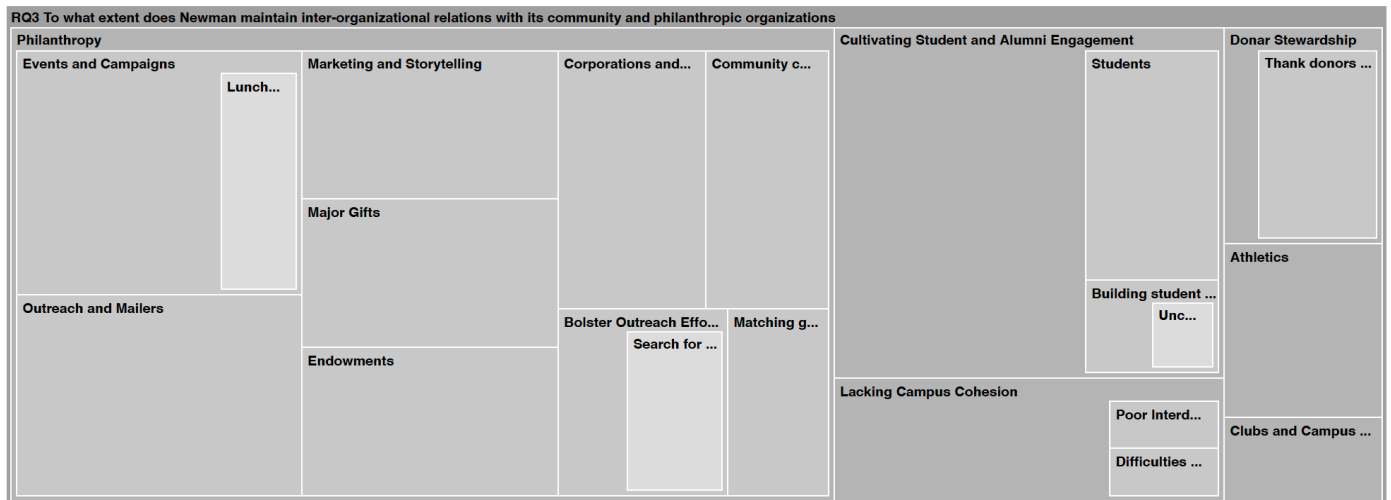 RQ3 To what extent does Newman maintain inter-organizational relations with its community and philanthropic organizations
Philanthropy
Events and Campaigns
Lunch...
Outreach and Mailers
Marketing and Storytelling
Major Gifts
Endowments
Corporations and...
Community c...
Bolster Outreach Effo...
Search for ...
Matching g...
Cultivating Student and Alumni Engagement
Students
Building student ...
Unc...
Lacking Campus Cohesion
Poor Interd...
Difficulties ...
Donar Stewardship
Thank donors ...
Athletics
Clubs and Campus ...